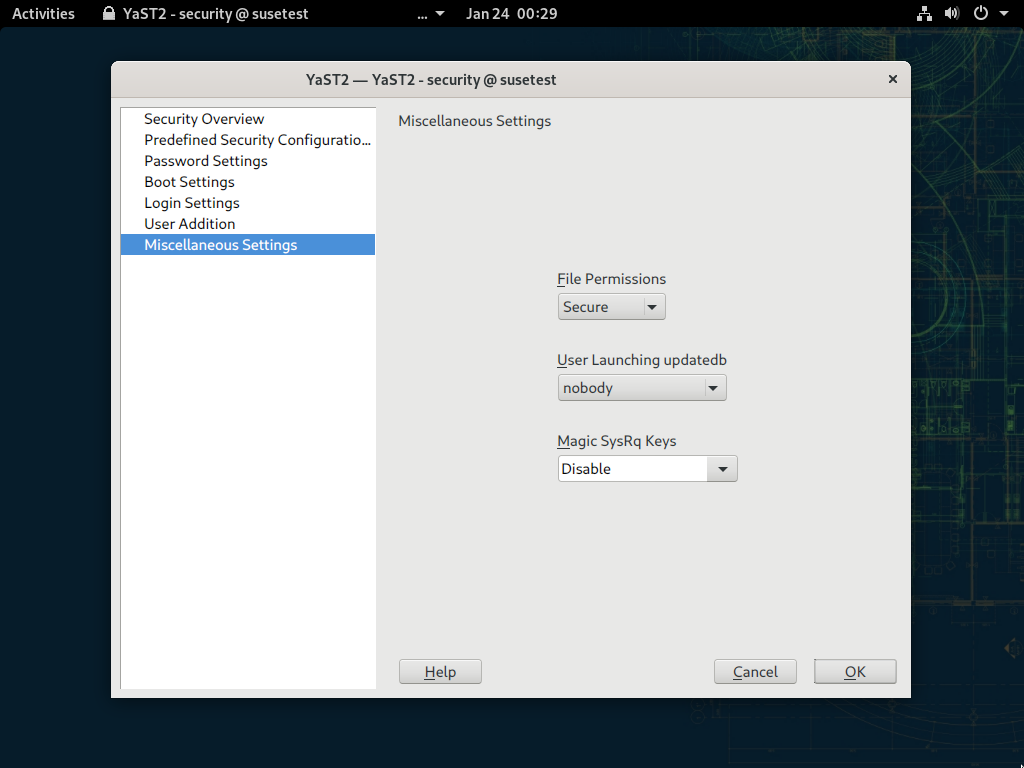 Activities YaST2 - security @ susetest ... Jan 24 00:29
YaST2 — YaST2 - security @ susetest
Security Overview
Predefined Security Configuratio...
Password Settings
Boot Settings
Login Settings
User Addition
Miscellaneous Settings
Miscellaneous Settings
File Permissions
Secure
User Launching updatedb
nobody
Magic SysRq Keys
Disable
Help Cancel OK